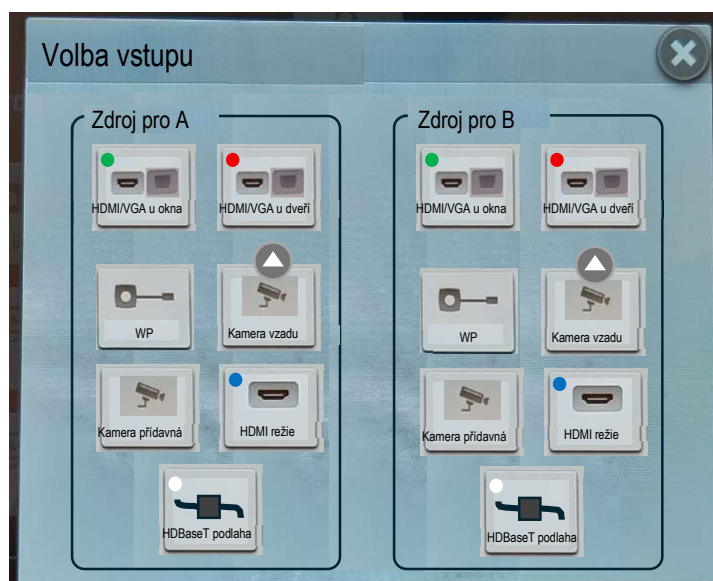 Volba vstupu
Zdroj pro A
HDMI/VGA u okna
HDMI/VGA u dveří
WP
Kamera vzadu
Kamera přídavná
HDMI režie
HDBaseT podlaha
Zdroj pro B
HDMI/VGA u okna
HDMI/VGA u dveří
WP
Kamera vzadu
Kamera přídavná
HDMI režie
HDBaseT podlaha